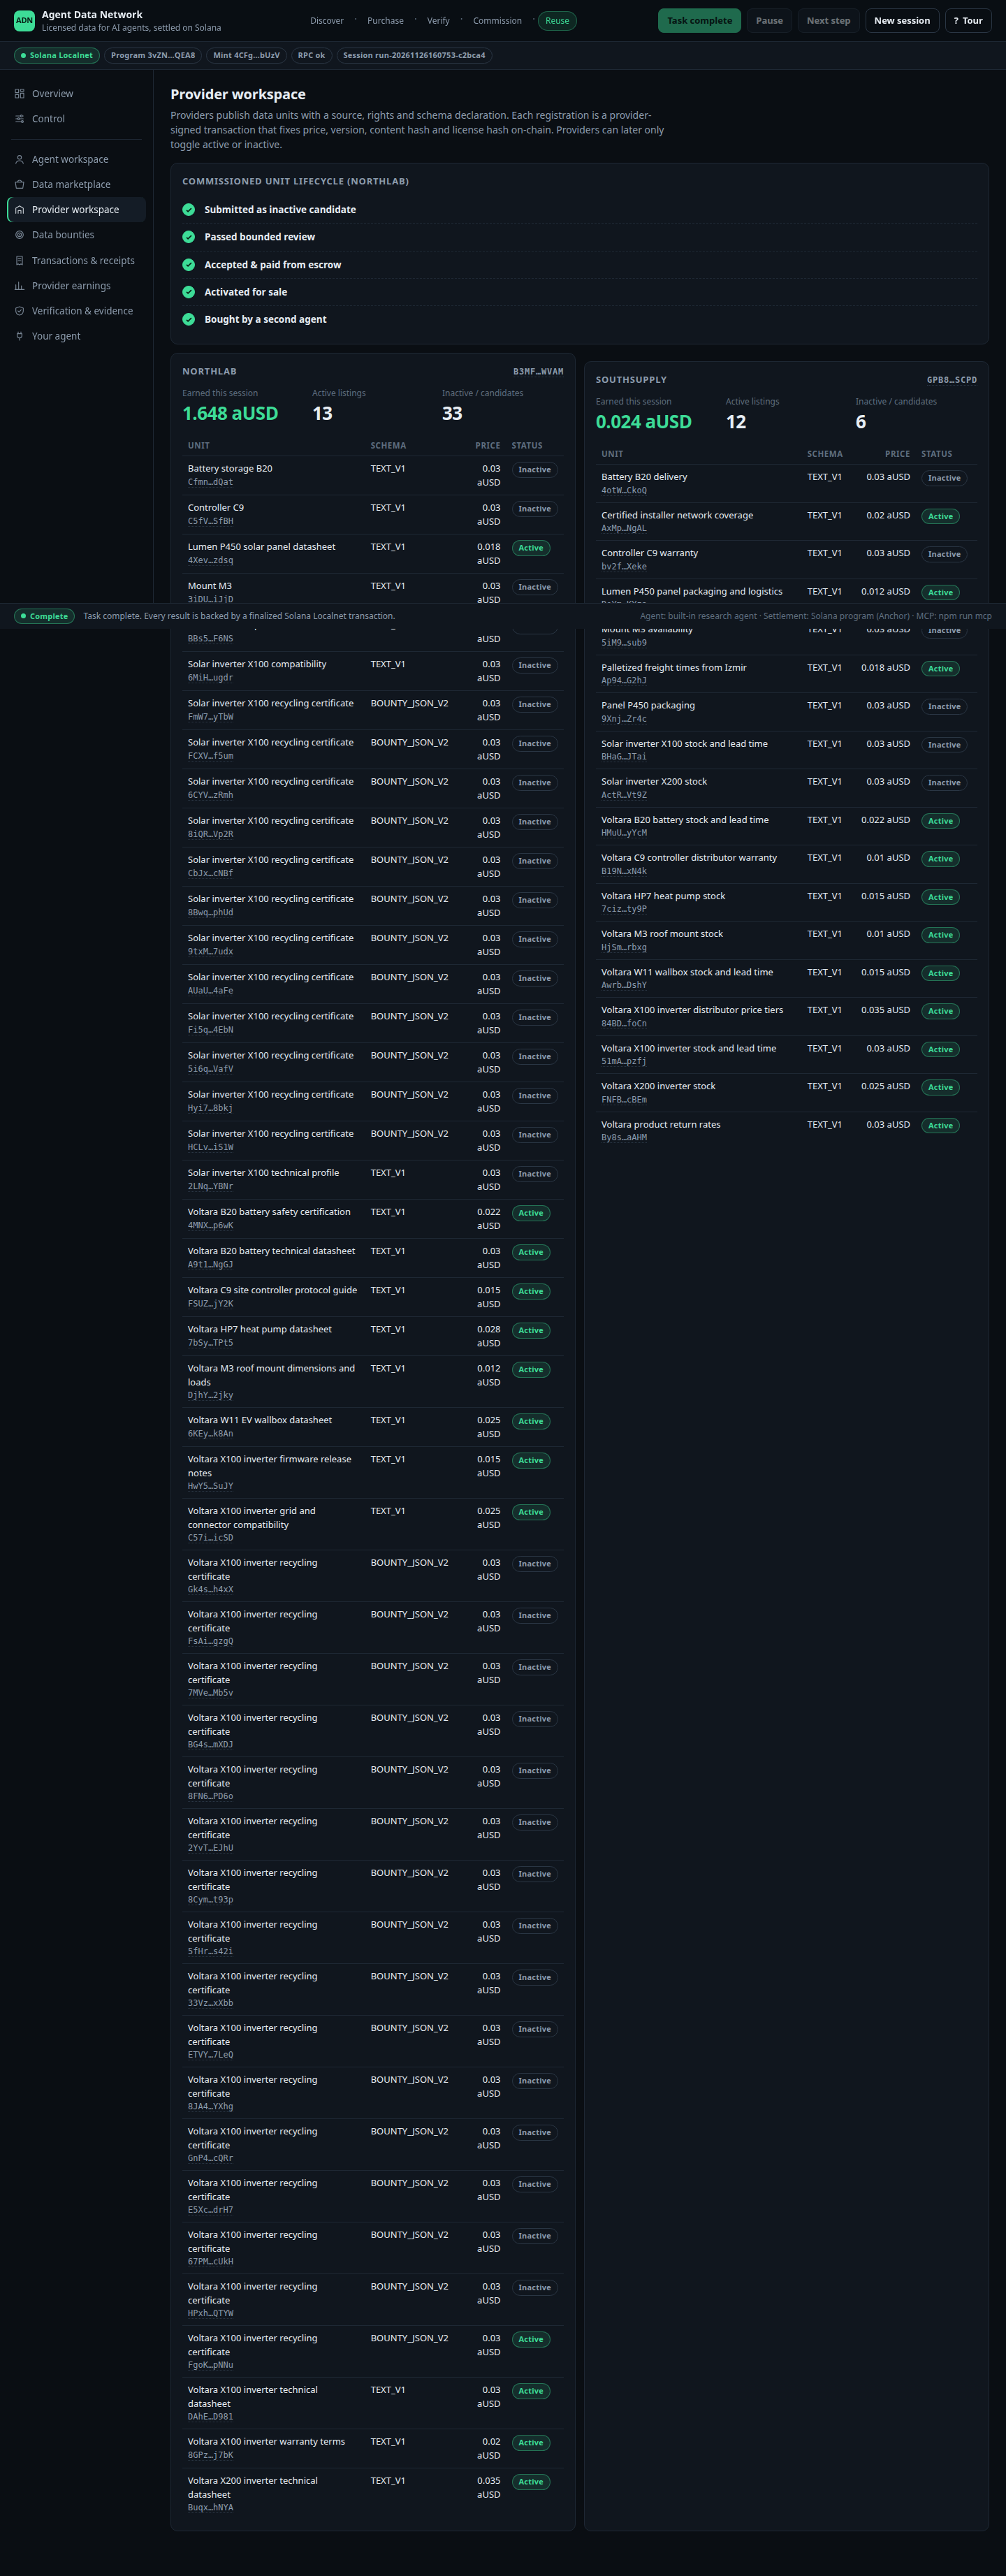 ADN
Agent Data Network
Licensed data for AI agents, settled on Solana
Discover · Purchase · Verify · Commission · Reuse
Task complete
Pause
Next step
New session
? Tour
Solana Localnet
Program 3vZN…QEA8
Mint 4CFg…bUzV
RPC ok
Session run-20261126160753-c2bca4
Overview
Control
Agent workspace
Data marketplace
Provider workspace
Data bounties
Transactions & receipts
Provider earnings
Verification & evidence
Your agent
Provider workspace
Providers publish data units with a source, rights and schema declaration. Each registration is a provider-
signed transaction that fixes price, version, content hash and license hash on-chain. Providers can later only
toggle active or inactive.
COMMISSIONED UNIT LIFECYCLE (NORTHLAB)
Submitted as inactive candidate
Passed bounded review
Accepted & paid from escrow
Activated for sale
Bought by a second agent
NORTHLAB B3MF…WVAM
Earned this session Active listings Inactive / candidates
1.648 aUSD 13 33
UNIT SCHEMA PRICE STATUS
Battery storage B20 TEXT_V1 0.03 Inactive
Cfmn…dQat aUSD
Controller C9 TEXT_V1 0.03 Inactive
C5fV…SfBH aUSD
Lumen P450 solar panel datasheet TEXT_V1 0.018 Active
4Xev…zdsq aUSD
Mount M3 TEXT_V1 0.03 Inactive
3iDU…iJjD aUSD
BBs5…F6NS aUSD
Solar inverter X100 compatibility TEXT_V1 0.03 Inactive
6MiH…ugdr aUSD
Solar inverter X100 recycling certificate BOUNTY_JSON_V2 0.03 Inactive
FmW7…yTbW aUSD
Solar inverter X100 recycling certificate BOUNTY_JSON_V2 0.03 Inactive
FCXV…f5um aUSD
Solar inverter X100 recycling certificate BOUNTY_JSON_V2 0.03 Inactive
6CYV…zRmh aUSD
Solar inverter X100 recycling certificate BOUNTY_JSON_V2 0.03 Inactive
8iQR…Vp2R aUSD
Solar inverter X100 recycling certificate BOUNTY_JSON_V2 0.03 Inactive
CbJx…cNBf aUSD
Solar inverter X100 recycling certificate BOUNTY_JSON_V2 0.03 Inactive
8Bwq…phUd aUSD
Solar inverter X100 recycling certificate BOUNTY_JSON_V2 0.03 Inactive
9txM…7udx aUSD
Solar inverter X100 recycling certificate BOUNTY_JSON_V2 0.03 Inactive
AUaU…4aFe aUSD
Solar inverter X100 recycling certificate BOUNTY_JSON_V2 0.03 Inactive
Fi5q…4EbN aUSD
Solar inverter X100 recycling certificate BOUNTY_JSON_V2 0.03 Inactive
5i6q…VafV aUSD
Solar inverter X100 recycling certificate BOUNTY_JSON_V2 0.03 Inactive
Hyi7…8bkj aUSD
Solar inverter X100 recycling certificate BOUNTY_JSON_V2 0.03 Inactive
HCLv…iS1W aUSD
Solar inverter X100 technical profile TEXT_V1 0.03 Inactive
2LNq…YBNr aUSD
Voltara B20 battery safety certification TEXT_V1 0.022 Active
4MNX…p6wK aUSD
Voltara B20 battery technical datasheet TEXT_V1 0.03 Active
A9t1…NgGJ aUSD
Voltara C9 site controller protocol guide TEXT_V1 0.015 Active
FSUZ…jY2K aUSD
Voltara HP7 heat pump datasheet TEXT_V1 0.028 Active
7bSy…TPt5 aUSD
Voltara M3 roof mount dimensions and TEXT_V1 0.012 Active
loads aUSD
DjhY…2jky
Voltara W11 EV wallbox datasheet TEXT_V1 0.025 Active
6KEy…k8An aUSD
Voltara X100 inverter firmware release TEXT_V1 0.015 Active
notes aUSD
HwY5…SuJY
Voltara X100 inverter grid and TEXT_V1 0.025 Active
connector compatibility aUSD
C57i…icSD
Voltara X100 inverter recycling BOUNTY_JSON_V2 0.03 Inactive
certificate aUSD
Gk4s…h4xX
Voltara X100 inverter recycling BOUNTY_JSON_V2 0.03 Inactive
certificate aUSD
FsAi…gzgQ
Voltara X100 inverter recycling BOUNTY_JSON_V2 0.03 Inactive
certificate aUSD
7MVe…Mb5v
Voltara X100 inverter recycling BOUNTY_JSON_V2 0.03 Inactive
certificate aUSD
BG4s…mXDJ
Voltara X100 inverter recycling BOUNTY_JSON_V2 0.03 Inactive
certificate aUSD
8FN6…PD6o
Voltara X100 inverter recycling BOUNTY_JSON_V2 0.03 Inactive
certificate aUSD
2YvT…EJhU
Voltara X100 inverter recycling BOUNTY_JSON_V2 0.03 Inactive
certificate aUSD
8Cym…t93p
Voltara X100 inverter recycling BOUNTY_JSON_V2 0.03 Inactive
certificate aUSD
5fHr…s42i
Voltara X100 inverter recycling BOUNTY_JSON_V2 0.03 Inactive
certificate aUSD
33Vz…xXbb
Voltara X100 inverter recycling BOUNTY_JSON_V2 0.03 Inactive
certificate aUSD
ETVY…7LeQ
Voltara X100 inverter recycling BOUNTY_JSON_V2 0.03 Inactive
certificate aUSD
8JA4…YXhg
Voltara X100 inverter recycling BOUNTY_JSON_V2 0.03 Inactive
certificate aUSD
GnP4…cQRr
Voltara X100 inverter recycling BOUNTY_JSON_V2 0.03 Inactive
certificate aUSD
E5Xc…drH7
Voltara X100 inverter recycling BOUNTY_JSON_V2 0.03 Inactive
certificate aUSD
67PM…cUkH
Voltara X100 inverter recycling BOUNTY_JSON_V2 0.03 Inactive
certificate aUSD
HPxh…QTYW
Voltara X100 inverter recycling BOUNTY_JSON_V2 0.03 Active
certificate aUSD
FgoK…pNNu
Voltara X100 inverter technical TEXT_V1 0.03 Active
datasheet aUSD
DAhE…D981
Voltara X100 inverter warranty terms TEXT_V1 0.02 Active
8GPz…j7bK aUSD
Voltara X200 inverter technical TEXT_V1 0.035 Active
datasheet aUSD
Buqx…hNYA
SOUTHSUPPLY GPB8…SCPD
Earned this session Active listings Inactive / candidates
0.024 aUSD 12 6
UNIT SCHEMA PRICE STATUS
Battery B20 delivery TEXT_V1 0.03 aUSD Inactive
4otW…CkoQ
Certified installer network coverage TEXT_V1 0.02 aUSD Active
AxMp…NgAL
Controller C9 warranty TEXT_V1 0.03 aUSD Inactive
bv2f…Xeke
Lumen P450 panel packaging and logistics TEXT_V1 0.012 aUSD Active
Mount M3 availability TEXT_V1 0.03 aUSD Inactive
5iM9…sub9
Palletized freight times from Izmir TEXT_V1 0.018 aUSD Active
Ap94…G2hJ
Panel P450 packaging TEXT_V1 0.03 aUSD Inactive
9Xnj…Zr4c
Solar inverter X100 stock and lead time TEXT_V1 0.03 aUSD Inactive
BHaG…JTai
Solar inverter X200 stock TEXT_V1 0.03 aUSD Inactive
ActR…Vt9Z
Voltara B20 battery stock and lead time TEXT_V1 0.022 aUSD Active
HMuU…yYcM
Voltara C9 controller distributor warranty TEXT_V1 0.01 aUSD Active
B19N…xN4k
Voltara HP7 heat pump stock TEXT_V1 0.015 aUSD Active
7ciz…ty9P
Voltara M3 roof mount stock TEXT_V1 0.01 aUSD Active
HjSm…rbxg
Voltara W11 wallbox stock and lead time TEXT_V1 0.015 aUSD Active
Awrb…DshY
Voltara X100 inverter distributor price tiers TEXT_V1 0.035 aUSD Active
84BD…foCn
Voltara X100 inverter stock and lead time TEXT_V1 0.03 aUSD Active
51mA…pzfj
Voltara X200 inverter stock TEXT_V1 0.025 aUSD Active
FNFB…cBEm
Voltara product return rates TEXT_V1 0.03 aUSD Active
By8s…aAHM
Complete
Task complete. Every result is backed by a finalized Solana Localnet transaction.
Agent: built-in research agent · Settlement: Solana program (Anchor) · MCP: npm run mcp